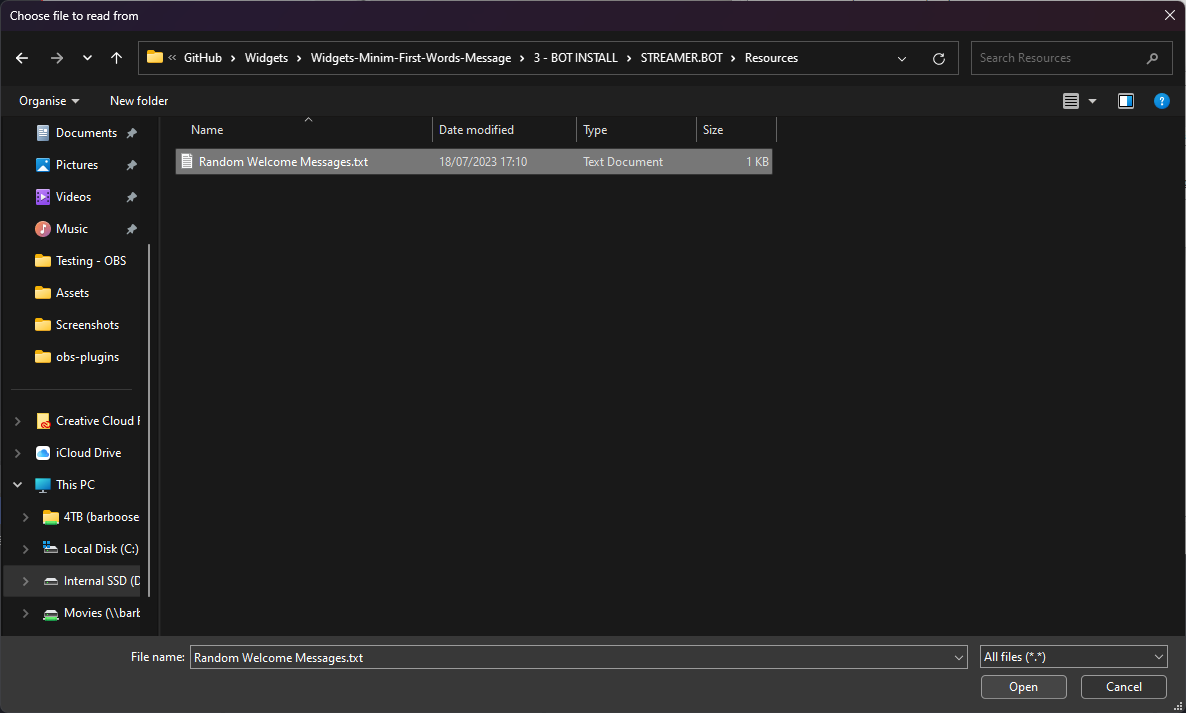 Choose file to read from
« GitHub > Widgets > Widgets-Minim-First-Words-Message > 3 - BOT INSTALL > STREAMER.BOT > Resources
Search Resources
Organise New folder
Name Date modified Type Size
Random Welcome Messages.txt 18/07/2023 17:10 Text Document 1 KB
Documents
Pictures
Videos
Music
Testing - OBS
Assets
Screenshots
obs-plugins
Creative Cloud F
iCloud Drive
This PC
4TB (barboose
Local Disk (C:)
Internal SSD (D
Movies (\\barb
File name: Random Welcome Messages.txt All files (*.*)
Open Cancel